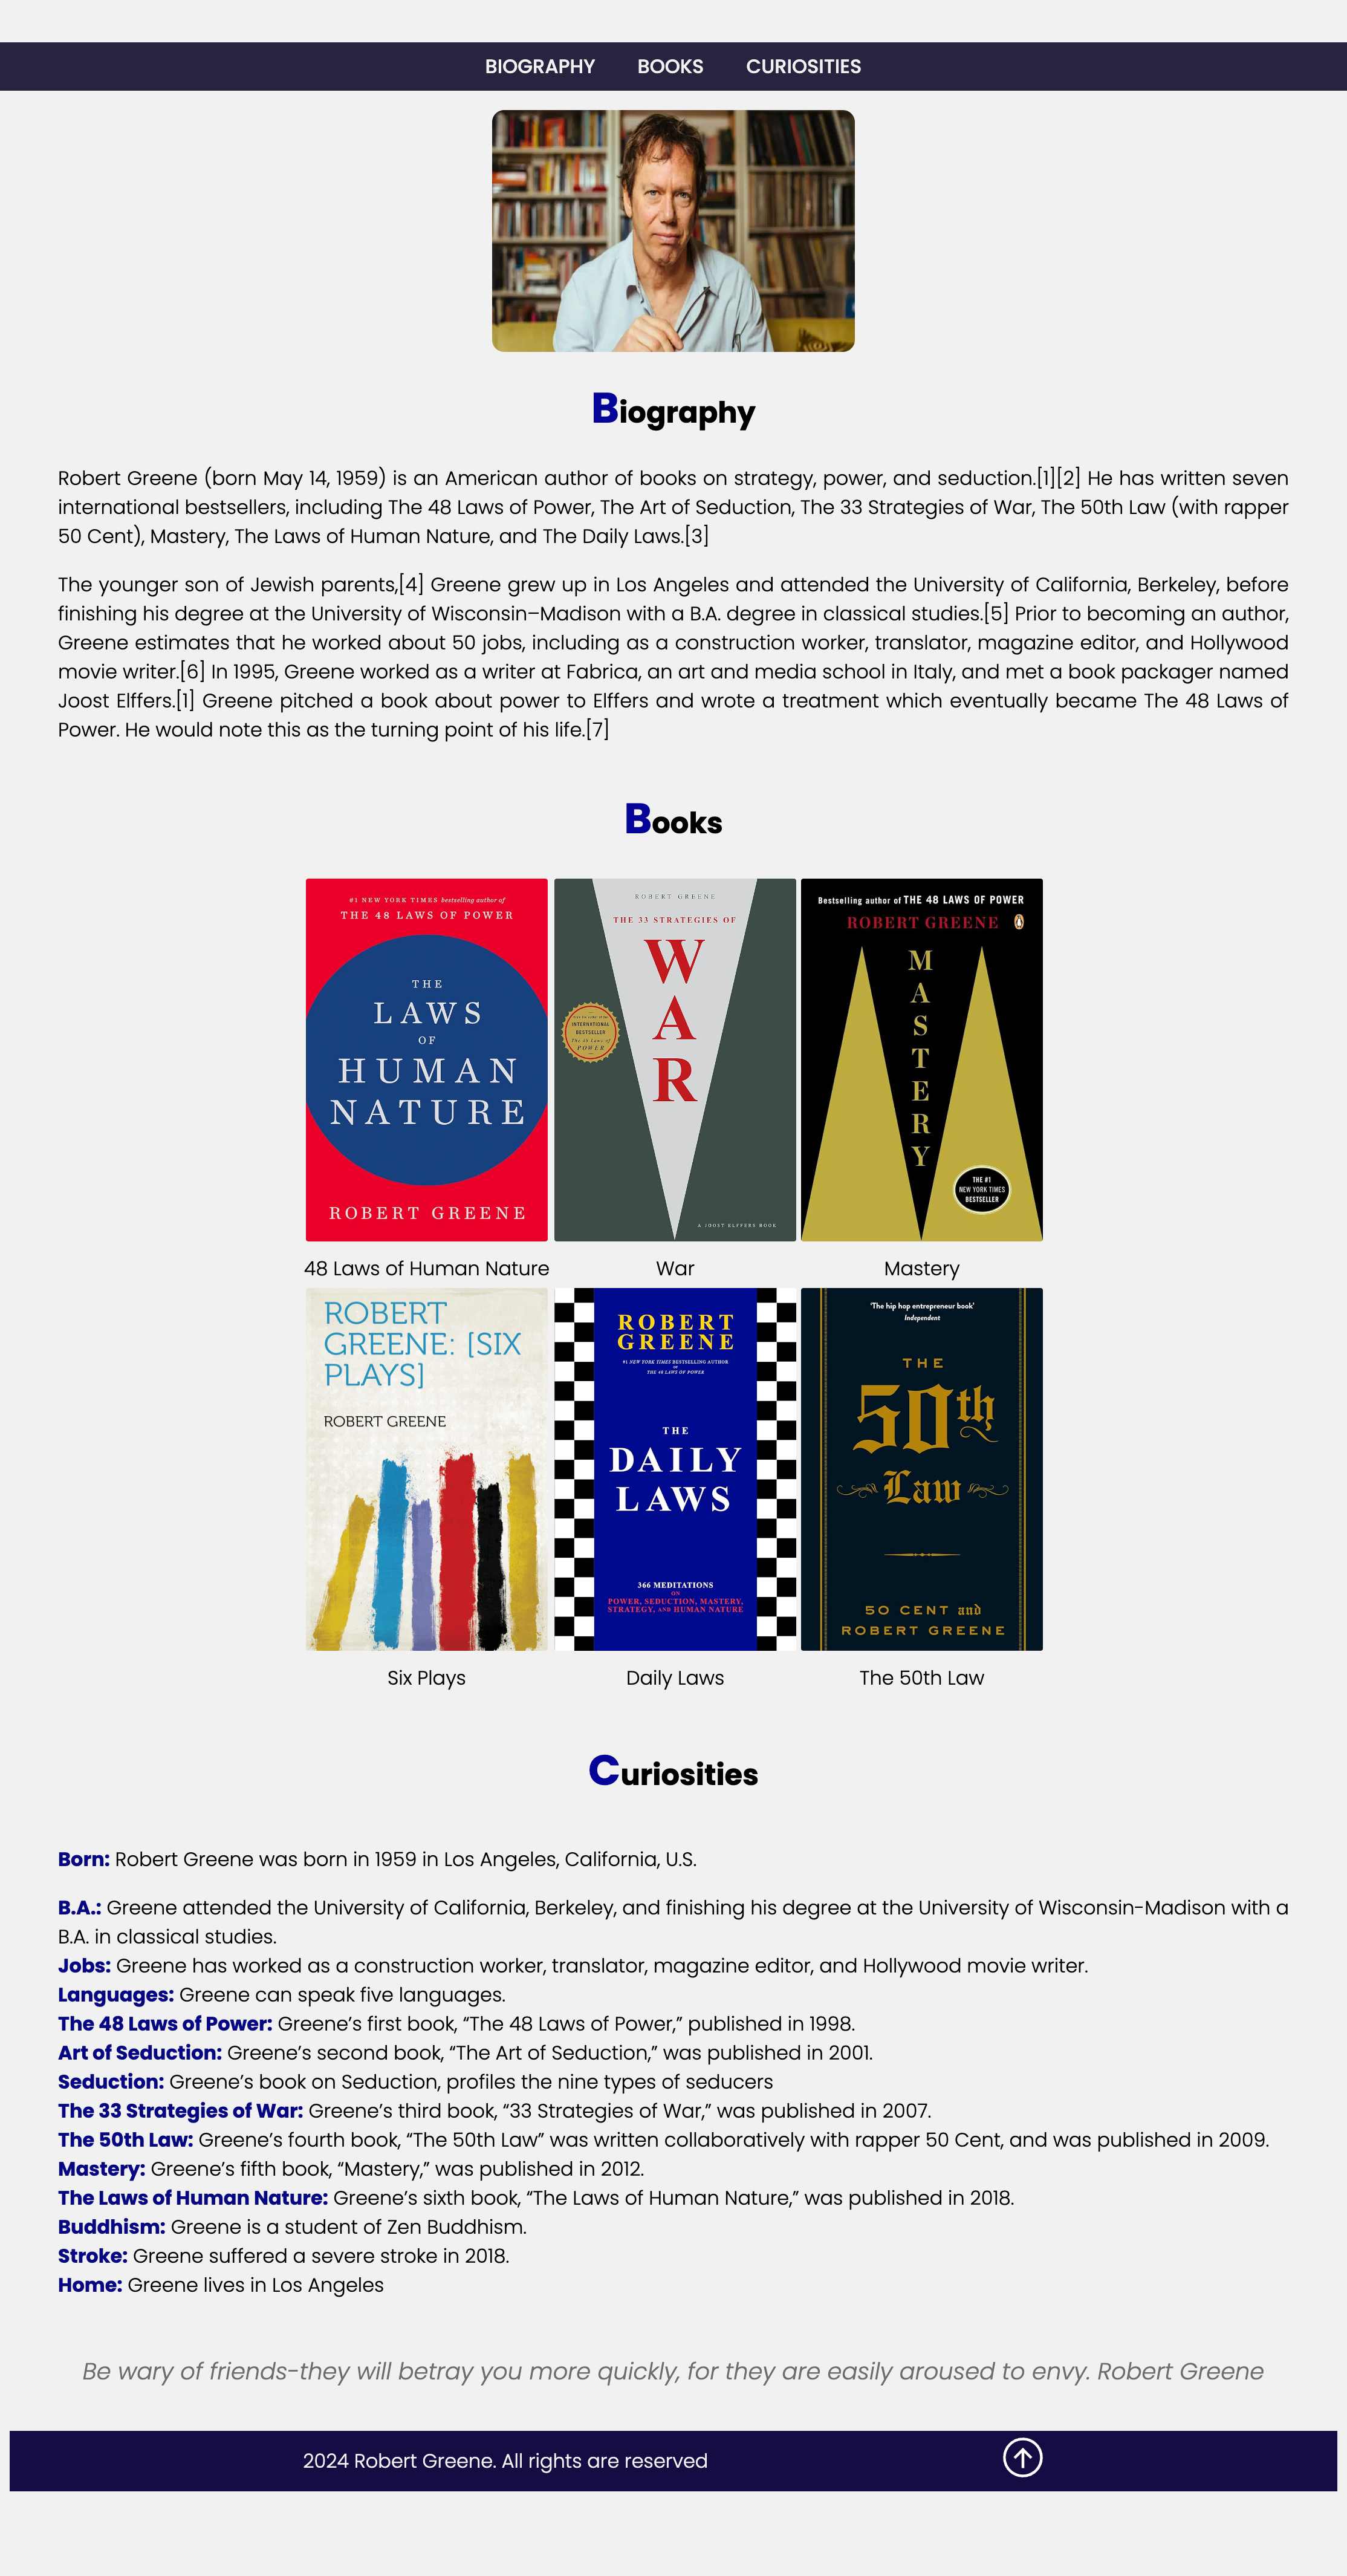 BIOGRAPHY BOOKS CURIOSITIES
Biography
Robert Greene (born May 14, 1959) is an American author of books on strategy, power, and seduction.[1][2] He has written seven
international bestsellers, including The 48 Laws of Power, The Art of Seduction, The 33 Strategies of War, The 50th Law (with rapper
50 Cent), Mastery, The Laws of Human Nature, and The Daily Laws.[3]
The younger son of Jewish parents,[4] Greene grew up in Los Angeles and attended the University of California, Berkeley, before
finishing his degree at the University of Wisconsin–Madison with a B.A. degree in classical studies.[5] Prior to becoming an author,
Greene estimates that he worked about 50 jobs, including as a construction worker, translator, magazine editor, and Hollywood
movie writer.[6] In 1995, Greene worked as a writer at Fabrica, an art and media school in Italy, and met a book packager named
Joost Elffers.[1] Greene pitched a book about power to Elffers and wrote a treatment which eventually became The 48 Laws of
Power. He would note this as the turning point of his life.[7]
Books
#1 NEW YORK TIMES bestselling author of
THE 48 LAWS OF POWER
THE
LAWS
OF
HUMAN
NATURE
ROBERT GREENE
ROBERT GREENE
THE 33 STRATEGIES OF
W
A
R
INTERNATIONAL
BESTSELLER
The 48 Laws of
POWER
A JOOST ELFFERS BOOK
Bestselling author of THE 48 LAWS OF POWER
ROBERT GREENE
M
A
S
T
E
R
Y
THE #1
NEW YORK TIMES
BESTSELLER
48 Laws of Human Nature
War
Mastery
ROBERT
GREENE: [SIX
PLAYS]
ROBERT GREENE
ROBERT
GREENE
#1 NEW YORK TIMES BESTSELLING AUTHOR
OF
THE 48 LAWS OF POWER
THE
DAILY
LAWS
366 MEDITATIONS
ON
POWER, SEDUCTION, MASTERY,
STRATEGY, AND HUMAN NATURE
'The hip hop entrepreneur book'
Independent
THE
50th
Law
50 CENT and
ROBERT GREENE
Six Plays
Daily Laws
The 50th Law
Curiosities
Born: Robert Greene was born in 1959 in Los Angeles, California, U.S.
B.A.: Greene attended the University of California, Berkeley, and finishing his degree at the University of Wisconsin-Madison with a
B.A. in classical studies.
Jobs: Greene has worked as a construction worker, translator, magazine editor, and Hollywood movie writer.
Languages: Greene can speak five languages.
The 48 Laws of Power: Greene’s first book, “The 48 Laws of Power,” published in 1998.
Art of Seduction: Greene’s second book, “The Art of Seduction,” was published in 2001.
Seduction: Greene’s book on Seduction, profiles the nine types of seducers
The 33 Strategies of War: Greene’s third book, “33 Strategies of War,” was published in 2007.
The 50th Law: Greene’s fourth book, “The 50th Law” was written collaboratively with rapper 50 Cent, and was published in 2009.
Mastery: Greene’s fifth book, “Mastery,” was published in 2012.
The Laws of Human Nature: Greene’s sixth book, “The Laws of Human Nature,” was published in 2018.
Buddhism: Greene is a student of Zen Buddhism.
Stroke: Greene suffered a severe stroke in 2018.
Home: Greene lives in Los Angeles
Be wary of friends-they will betray you more quickly, for they are easily aroused to envy. Robert Greene
2024 Robert Greene. All rights are reserved